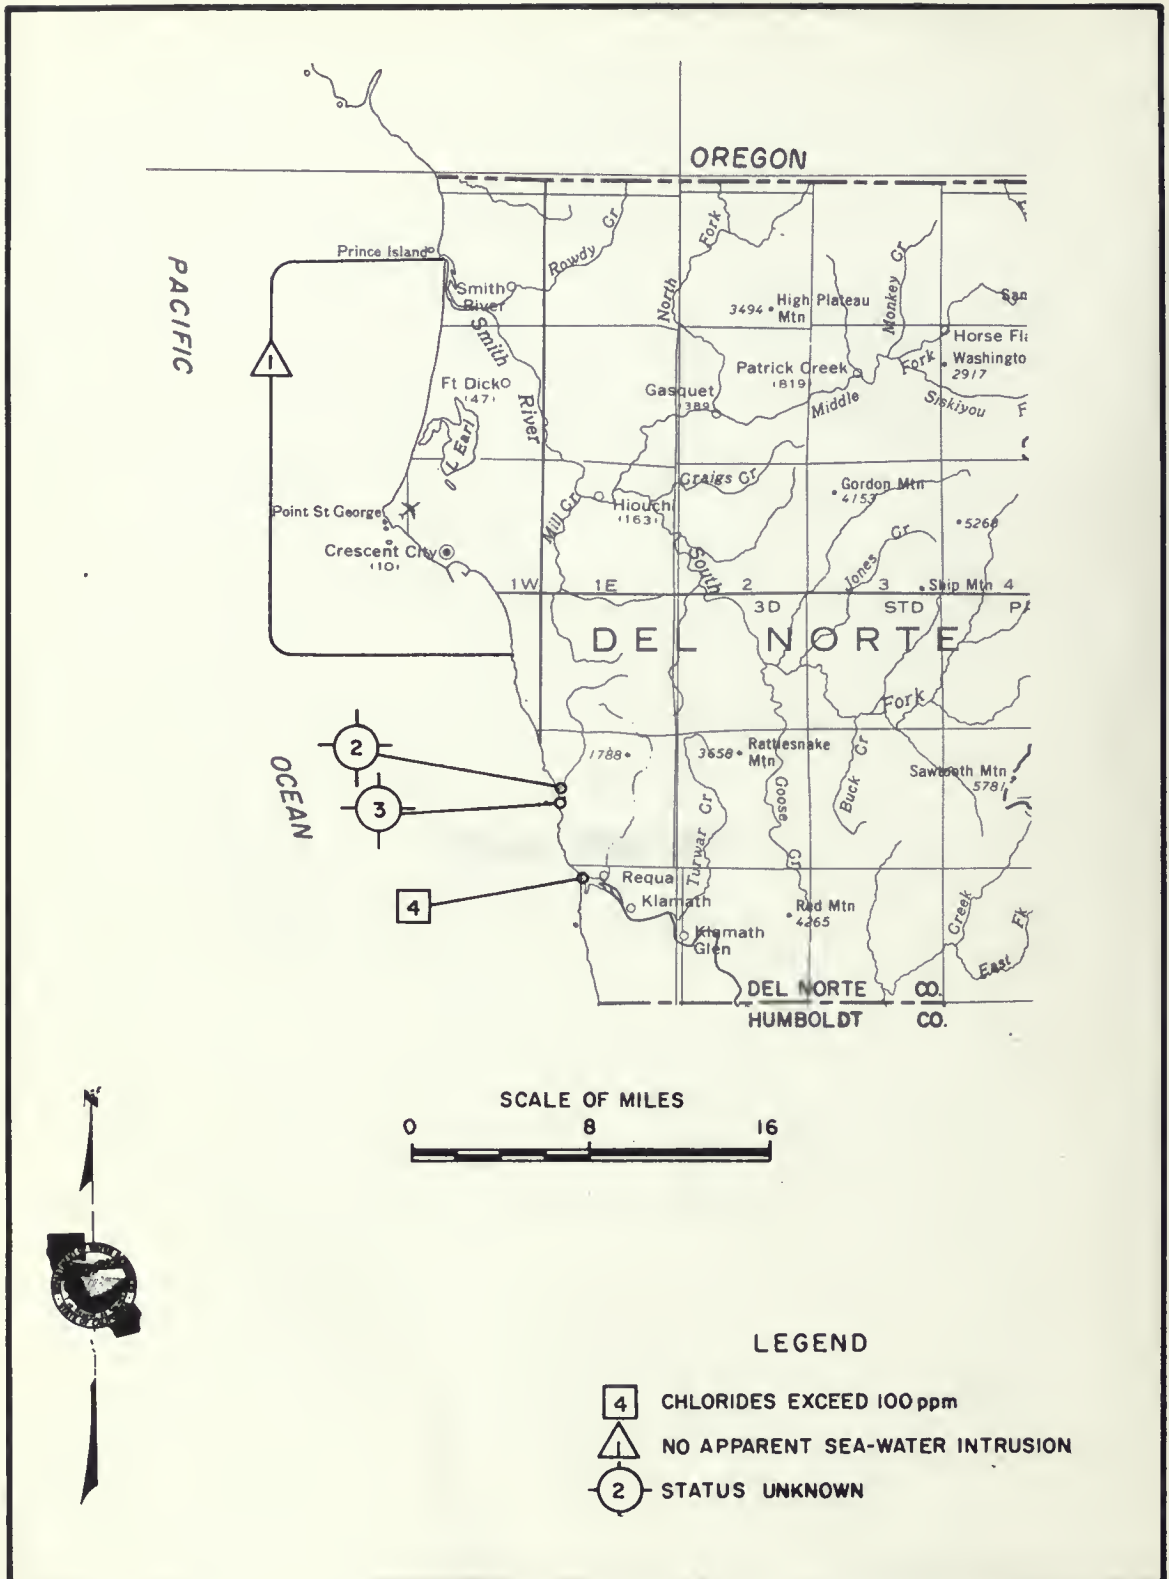 OREGON
PACIFIC
Prince Island
Smith
River
Rowdy Cr
North Fork
3494 High Plateau
Mtn
Monkey Cr
San
Horse Fl
Washingto
2917
Smith
River
Ft Dick
(47)
L Earl
Gasquet
(389)
Patrick Creek
(819)
Middle
Fork
Siskiyou
F
1
Craigs Cr
Gordon Mtn
4153
Point St George
Mill Cr
Hiouchi
(163)
5268
Crescent City
(10)
South
Jones Cr
1W 1E 2 3 Ship Mtn 4
3D STD PA
DEL NORTE
Fork
2
1788
3658 Rattlesnake
Mtn
Goose Cr
Buck Cr
Sawtooth Mtn
5781
OCEAN
3
Turwar Cr
Requa
Klamath
4
Red Mtn
4265
Klamath
Glen
Creek
East Fk
DEL NORTE CO.
HUMBOLDT CO.
SCALE OF MILES
0 8 16
LEGEND
4 CHLORIDES EXCEED 100 ppm
1 NO APPARENT SEA-WATER INTRUSION
2 STATUS UNKNOWN